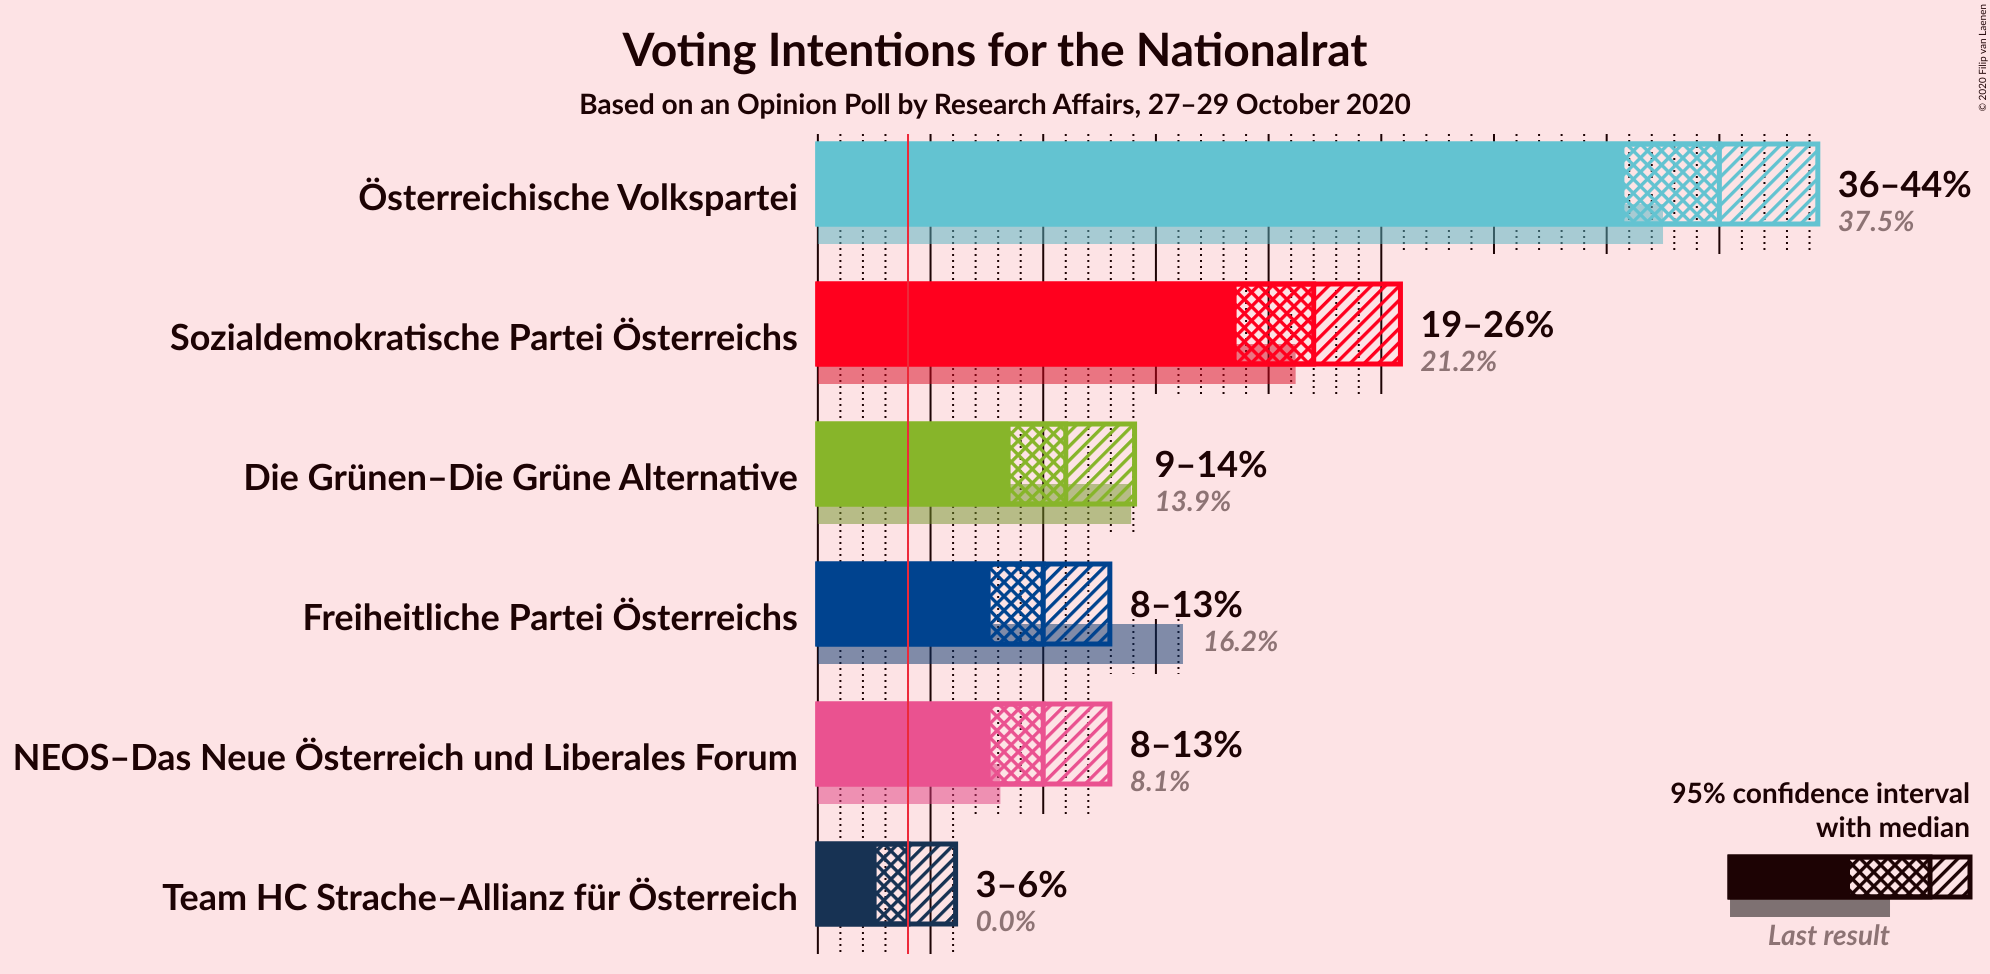 Voting Intentions for the Nationalrat
Based on an Opinion Poll by Research Affairs, 27–29 October 2020
Österreichische Volkspartei
36–44%
37.5%
Sozialdemokratische Partei Österreichs
19–26%
21.2%
Die Grünen–Die Grüne Alternative
9–14%
13.9%
Freiheitliche Partei Österreichs
8–13%
16.2%
NEOS–Das Neue Österreich und Liberales Forum
8–13%
8.1%
Team HC Strache–Allianz für Österreich
3–6%
0.0%
95% confidence interval
with median
Last result
© 2020 Filip van Laenen